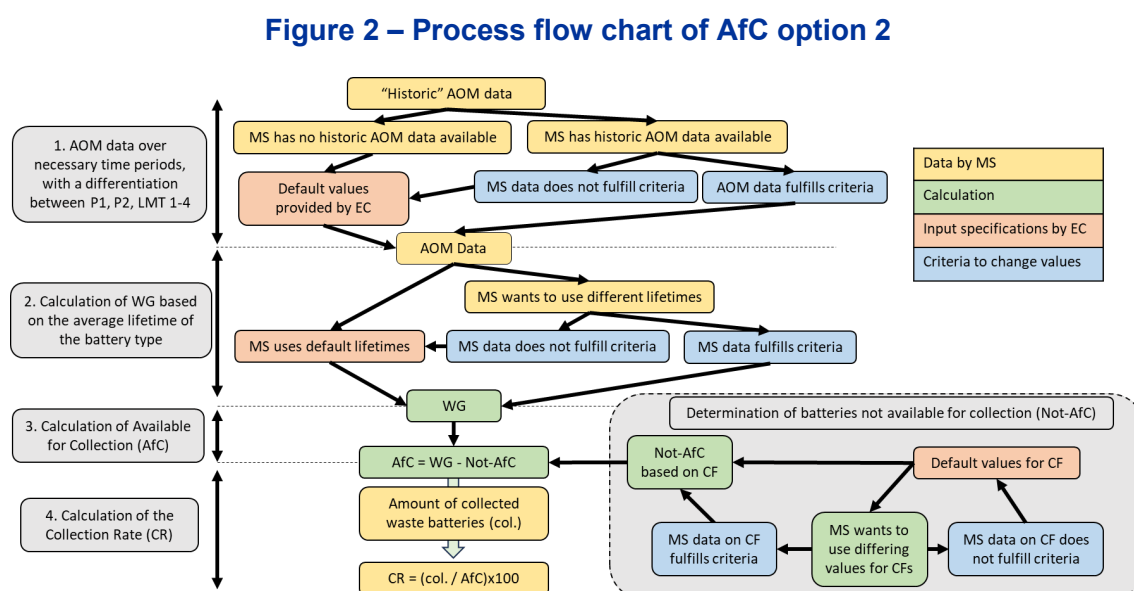 Figure 2 – Process flow chart of AfC option 2
"Historic" AOM data
MS has no historic AOM data available
MS has historic AOM data available
1. AOM data over
necessary time periods,
with a differentiation
between P1, P2, LMT 1-4
Default values
provided by EC
MS data does not fulfill criteria
AOM data fulfills criteria
AOM Data
Data by MS
Calculation
Input specifications by EC
Criteria to change values
2. Calculation of WG based
on the average lifetime of
the battery type
MS wants to use different lifetimes
MS uses default lifetimes
MS data does not fulfill criteria
MS data fulfills criteria
WG
3. Calculation of Available
for Collection (AfC)
AfC = WG - Not-AfC
Determination of batteries not available for collection (Not-AfC)
Not-AfC
based on CF
Default values for CF
MS data on CF
fulfills criteria
MS wants to
use differing
values for CFs
MS data on CF does
not fulfill criteria
4. Calculation of the
Collection Rate (CR)
Amount of collected
waste batteries (col.)
CR = (col. / AfC)x100